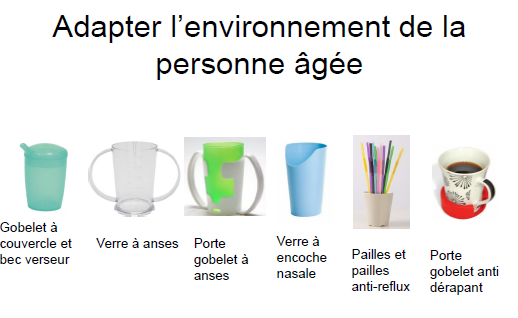 Adapter l’environnement de la
personne âgée
Gobelet à
couvercle et
bec verseur
Verre à anses
Porte
gobelet à
anses
Verre à
encoche
nasale
Pailles et
pailles
anti-reflux
Porte
gobelet anti
dérapant